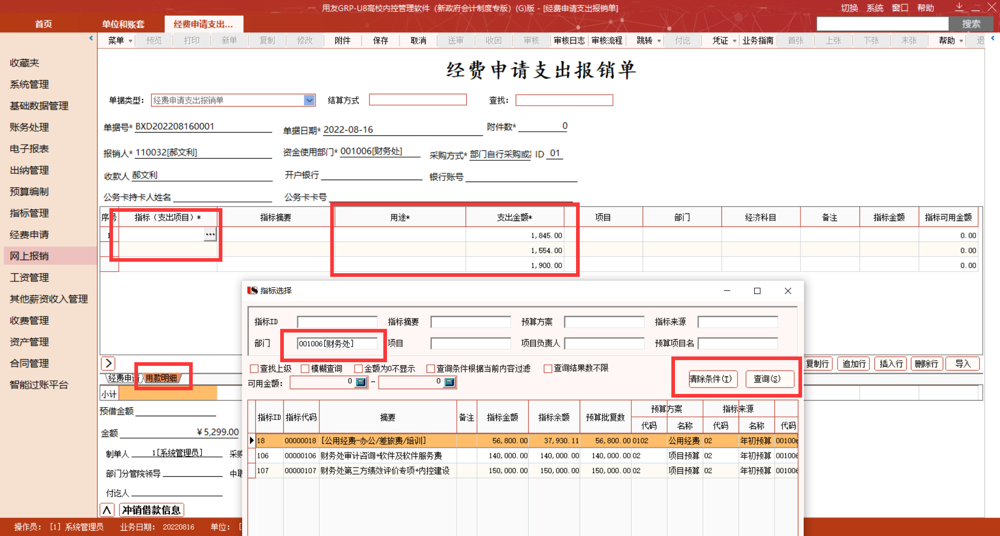 用友GRP-U8高校内控管理软件（新政府会计制度专版）(G)版 - [经费申请支出报销单]
切换 系统 窗口 帮助
首页 单位和账套 经费申请支出... 搜索
菜单 预览 打印 新单 复制 修改 附件 保存 取消 送审 收回 审核 审核日志 审核流程 跳转 付讫 凭证 业务指南 首张 上张 下张 末张 帮助 退
收藏夹
系统管理
基础数据管理
账务处理
电子报表
出纳管理
预算编制
指标管理
经费申请
网上报销
工资管理
其他薪资收入管理
收费管理
资产管理
合同管理
智能过账平台
经费申请支出报销单
单据类型： 经费申请支出报销单 结算方式 查找：
单据号* BXD202208160001 单据日期* 2022-08-16 附件数* 0
报销人* 110032[郝文利] 资金使用部门* 001006[财务处] 采购方式* 部门自行采购或 ID 01
收款人 郝文利 开户银行 银行账号
公务卡持卡人姓名 公务卡卡号
序号 指标（支出项目）* 指标摘要 用途* 支出金额* 项目 部门 经济科目 备注 指标金额 指标可用金额
1 ... 1,845.00 0.00
1,554.00 0.00
1,900.00 0.00
复制行 追加行 插入行 删除行 导入
经费申请 用款明细
小计
预借金额
金额 ￥5,299.00
制单人 1[系统管理员] 采购
部门分管院领导 中
付讫人
冲销借款信息
指标选择
指标ID 指标摘要 预算方案 指标来源
部门 001006[财务处] 项目 项目负责人 预算项目名
查找上级 模糊查询 金额为0不显示 查询条件根据当前内容过滤 查询结果数不限
可用金额： 0 - 0
清除条件(T) 查询(S)
指标ID 指标代码 摘要 备注 指标金额 指标余额 预算批复数 预算方案 指标来源
代码 名称 代码 名称 代码
18 00000018 [公用经费-办公/差旅费/培训] 56,800.00 37,930.11 56,800.00 0102 公用经费 02 年初预算 001006
106 00000106 财务处审计咨询+软件及软件服务费 140,000.00 140,000.00 140,000.00 02 项目预算 02 年初预算 001006
107 00000107 财务处第三方绩效评价专项+内控建设 150,000.00 150,000.00 150,000.00 02 项目预算 02 年初预算 001006
操作员： [1] 系统管理员 业务日期： 20220816 单位： [